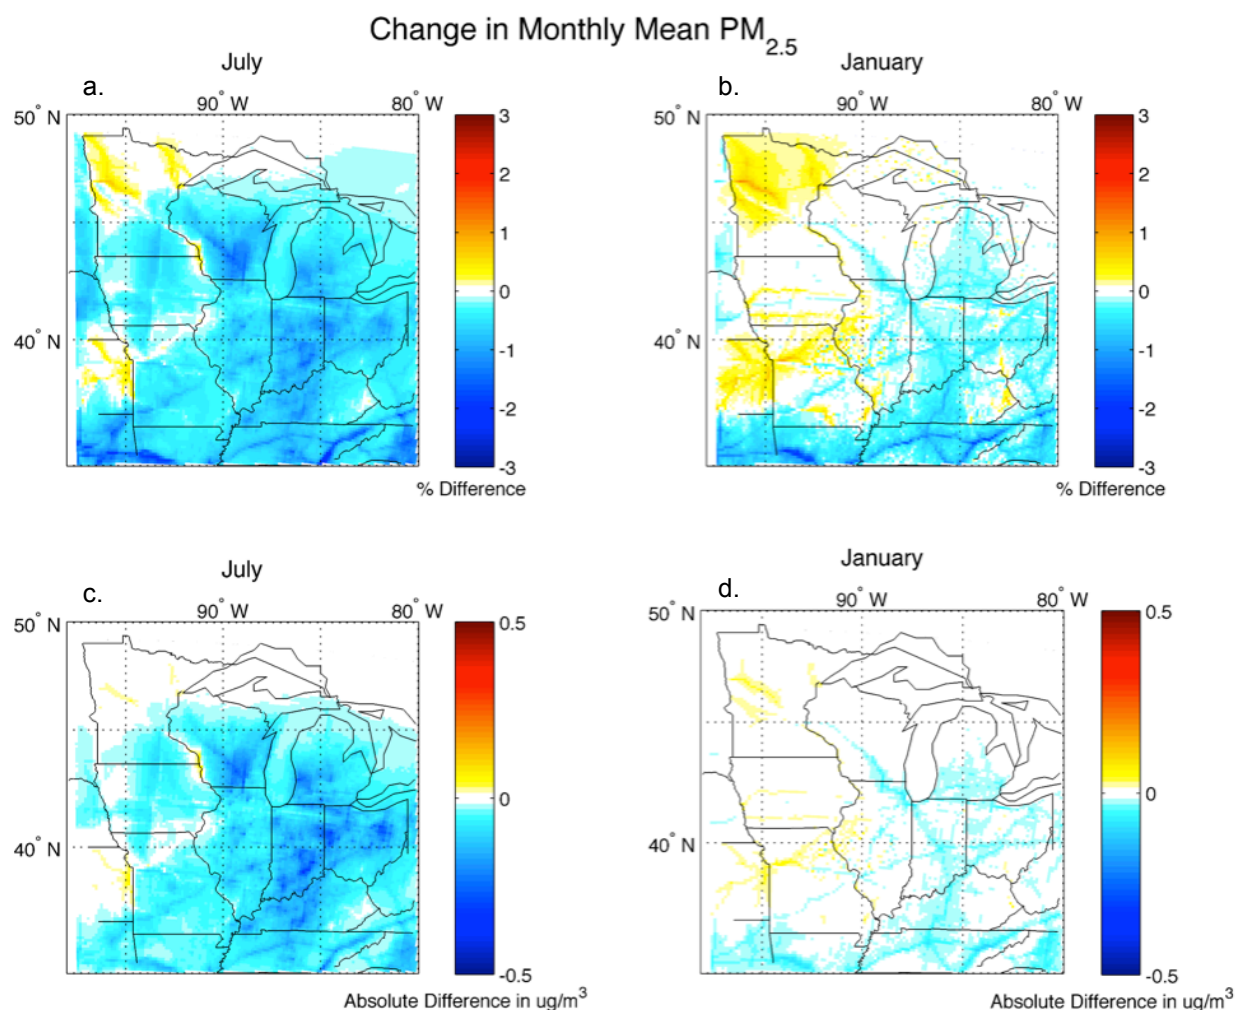 Change in Monthly Mean PM2.5
July
a.
90° W
80° W
50° N
40° N
3
2
1
0
-1
-2
-3
% Difference
January
b.
90° W
80° W
50° N
40° N
3
2
1
0
-1
-2
-3
% Difference
July
c.
90° W
80° W
50° N
40° N
0.5
0
-0.5
Absolute Difference in ug/m3
January
d.
90° W
80° W
50° N
40° N
0.5
0
-0.5
Absolute Difference in ug/m3